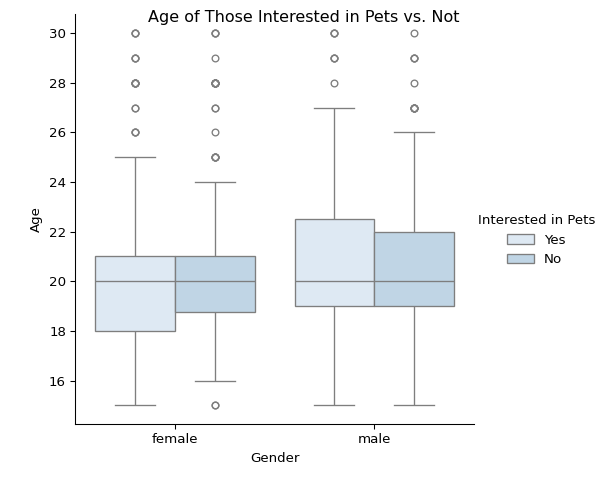 Age of Those Interested in Pets vs. Not
30
28
26
24
22
20
18
16
Age
female
male
Gender
Interested in Pets
Yes
No